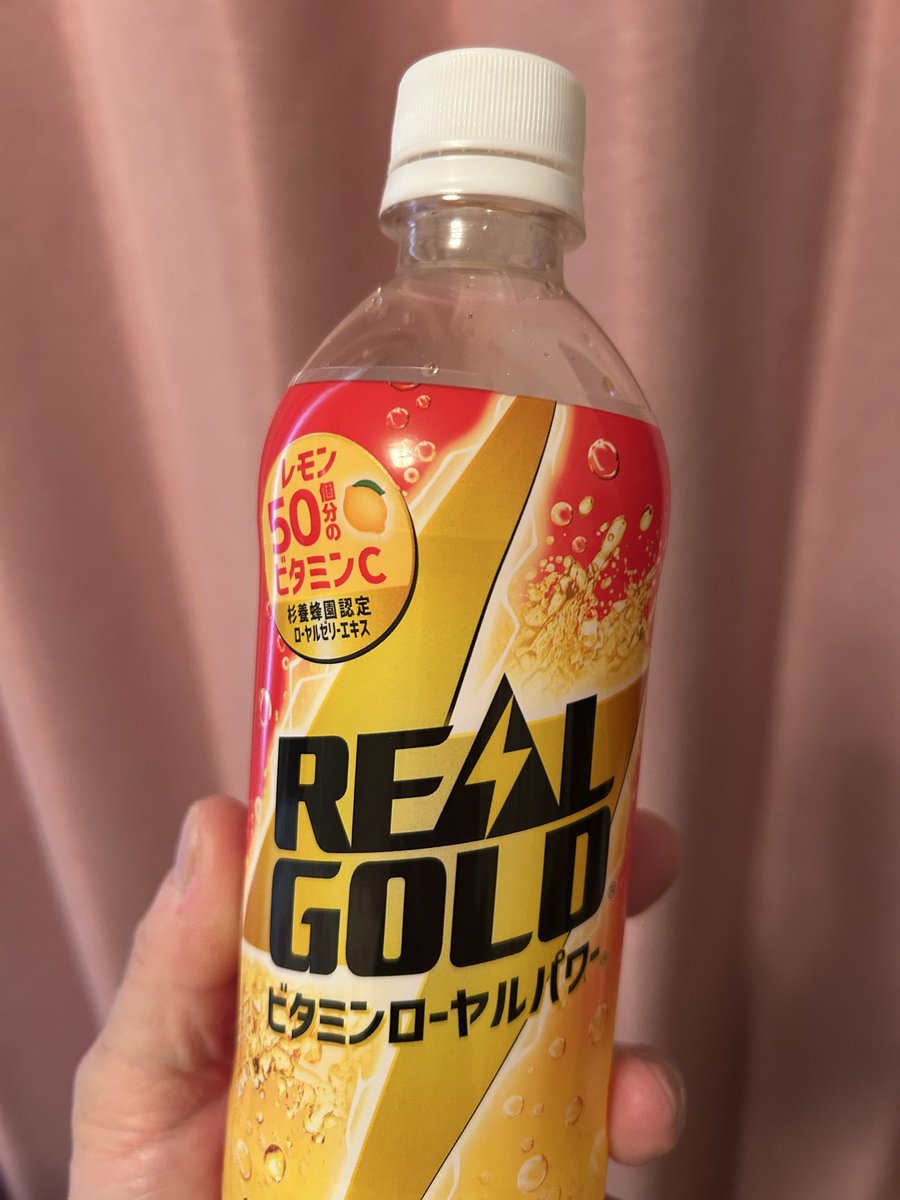 レモン
50個分の
ビタミンC
杉養蜂園認定
ローヤルゼリーエキス
REAL
GOLD®
ビタミンローヤルパワー®